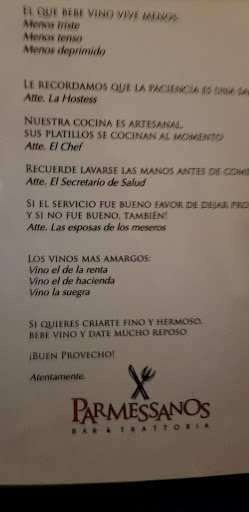 EL QUE BEBE VINO VIVE MENOS:
Menos triste
Menos tenso
Menos deprimido
LE RECORDAMOS QUE LA PACIENCIA ES UNA
Atte. La Hostess
NUESTRA COCINA ES ARTESANAL,
SUS PLATILLOS SE COCINAN AL MOMENTO
Atte. El Chef
RECUERDE LAVARSE LAS MANOS ANTES DE
Atte. El Secretario de Salud
SI EL SERVICIO FUE BUENO FAVOR DE DEJAR
Y SI NO FUE BUENO, TAMBIÉN!
Atte. Las esposas de los meseros
LOS VINOS MAS AMARGOS:
Vino el de la renta
Vino el de hacienda
Vino la suegra
SI QUIERES CRIARTE FINO Y HERMOSO,
BEBE VINO Y DATE MUCHO REPOSO
¡BUEN PROVECHO!
Atentamente.
PARMESSANOS
BAR & TRATTORIA